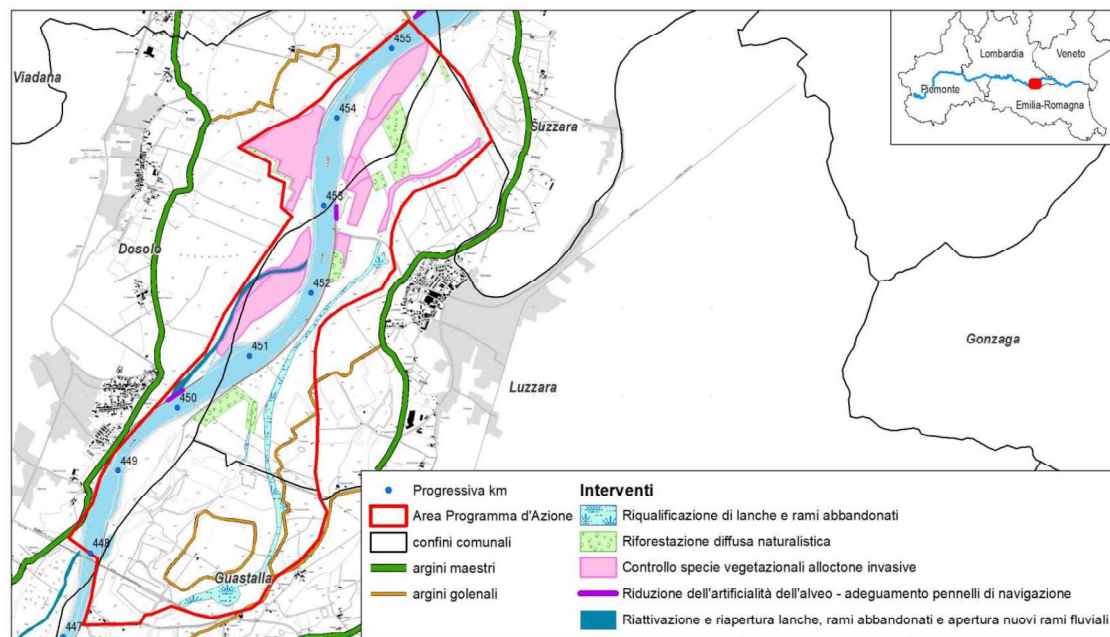 Viadana
455
454
Suzzara
453
Dosolo
452
451
Luzzara
450
449
448
Guastalla
447
Gonzaga
Lombardia
Veneto
Piemonte
Emilia-Romagna
Progressiva km
Area Programma d'Azione
confini comunali
argini maestri
argini golenali
Interventi
Riqualificazione di lanche e rami abbandonati
Riforestazione diffusa naturalistica
Controllo specie vegetazionali alloctone invasive
Riduzione dell'artificialità dell'alveo - adeguamento pennelli di navigazione
Riattivazione e riapertura lanche, rami abbandonati e apertura nuovi rami fluviali